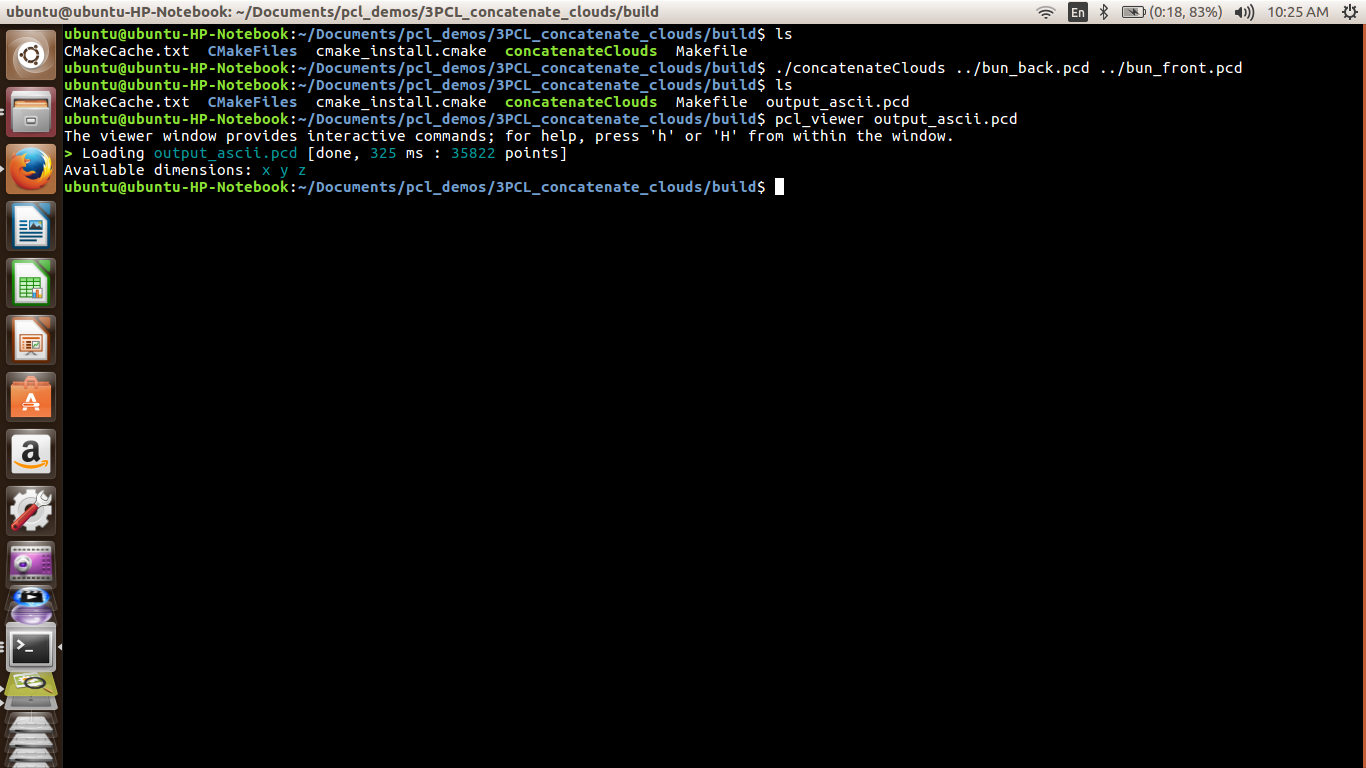 ubuntu@ubuntu-HP-Notebook: ~/Documents/pcl_demos/3PCL_concatenate_clouds/build En (0:18, 83%) 10:25 AM
ubuntu@ubuntu-HP-Notebook:~/Documents/pcl_demos/3PCL_concatenate_clouds/build$ ls
CMakeCache.txt  CMakeFiles  cmake_install.cmake  concatenateClouds  Makefile
ubuntu@ubuntu-HP-Notebook:~/Documents/pcl_demos/3PCL_concatenate_clouds/build$ ./concatenateClouds ../bun_back.pcd ../bun_front.pcd
ubuntu@ubuntu-HP-Notebook:~/Documents/pcl_demos/3PCL_concatenate_clouds/build$ ls
CMakeCache.txt  CMakeFiles  cmake_install.cmake  concatenateClouds  Makefile  output_ascii.pcd
ubuntu@ubuntu-HP-Notebook:~/Documents/pcl_demos/3PCL_concatenate_clouds/build$ pcl_viewer output_ascii.pcd
The viewer window provides interactive commands; for help, press 'h' or 'H' from within the window.
> Loading output_ascii.pcd [done, 325 ms : 35822 points]
Available dimensions: x y z
ubuntu@ubuntu-HP-Notebook:~/Documents/pcl_demos/3PCL_concatenate_clouds/build$